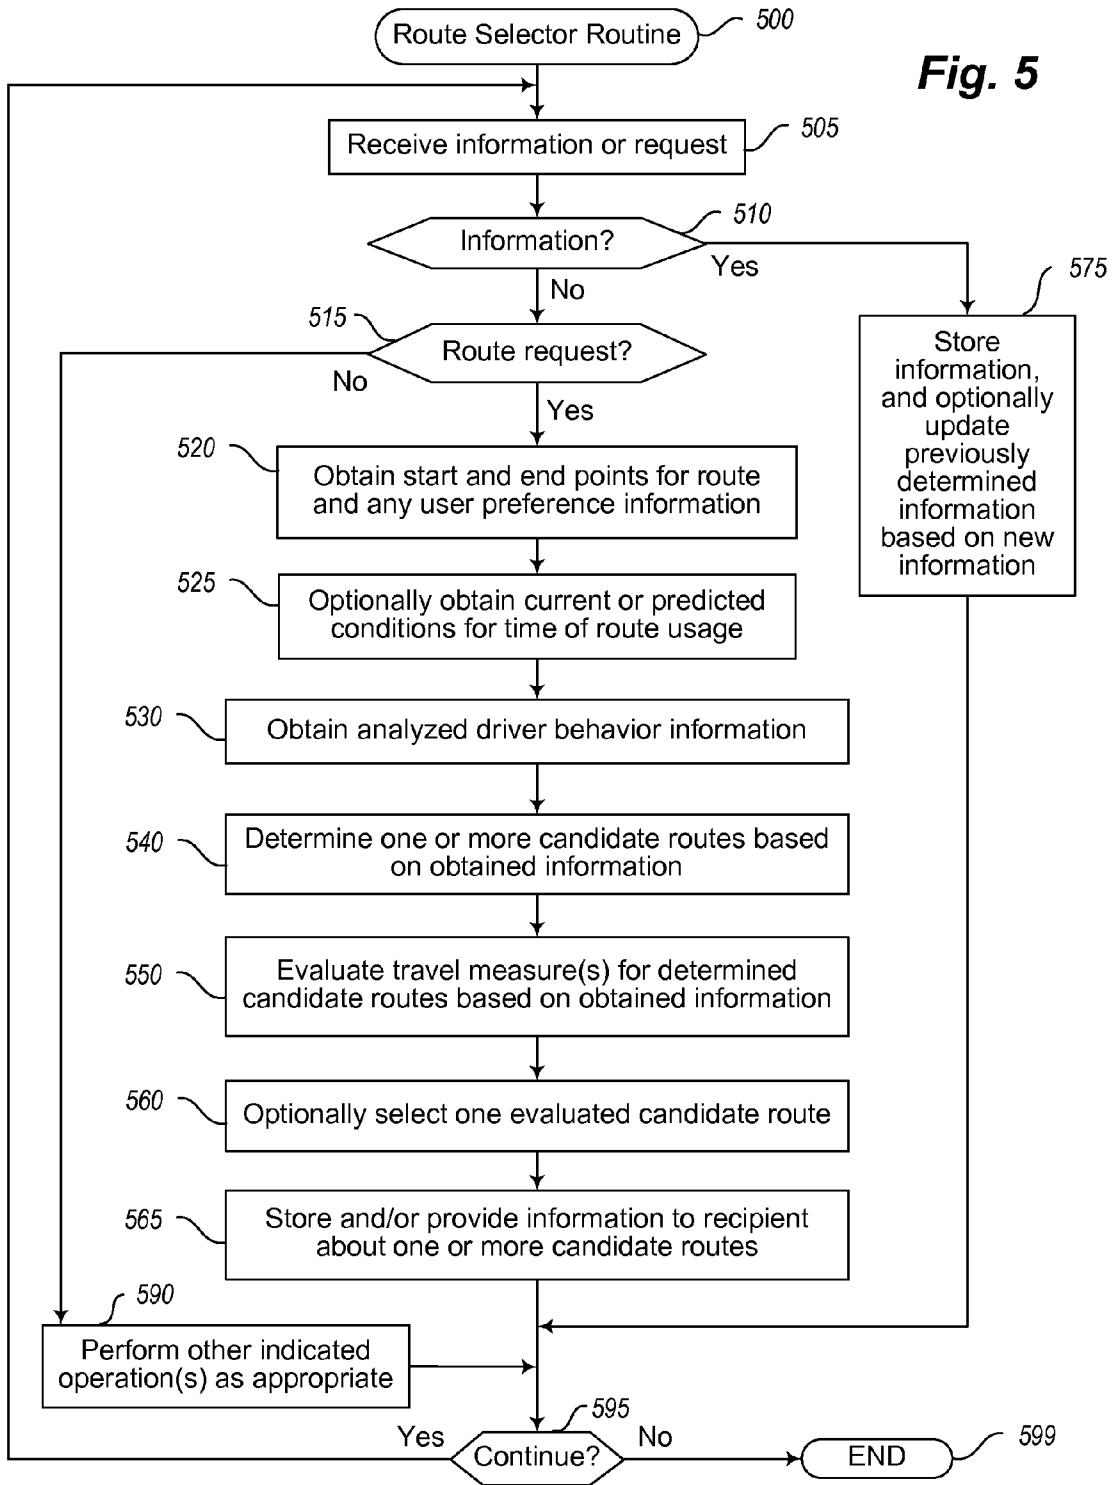 Route Selector Routine
500
Fig. 5
Receive information or request
505
Information?
510
Yes
No
575
Store
information,
and optionally
update
previously
determined
information
based on new
information
515
Route request?
No
Yes
520
Obtain start and end points for route
and any user preference information
525
Optionally obtain current or predicted
conditions for time of route usage
530
Obtain analyzed driver behavior information
540
Determine one or more candidate routes based
on obtained information
550
Evaluate travel measure(s) for determined
candidate routes based on obtained information
560
Optionally select one evaluated candidate route
565
Store and/or provide information to recipient
about one or more candidate routes
590
Perform other indicated
operation(s) as appropriate
595
Continue?
Yes
No
END
599